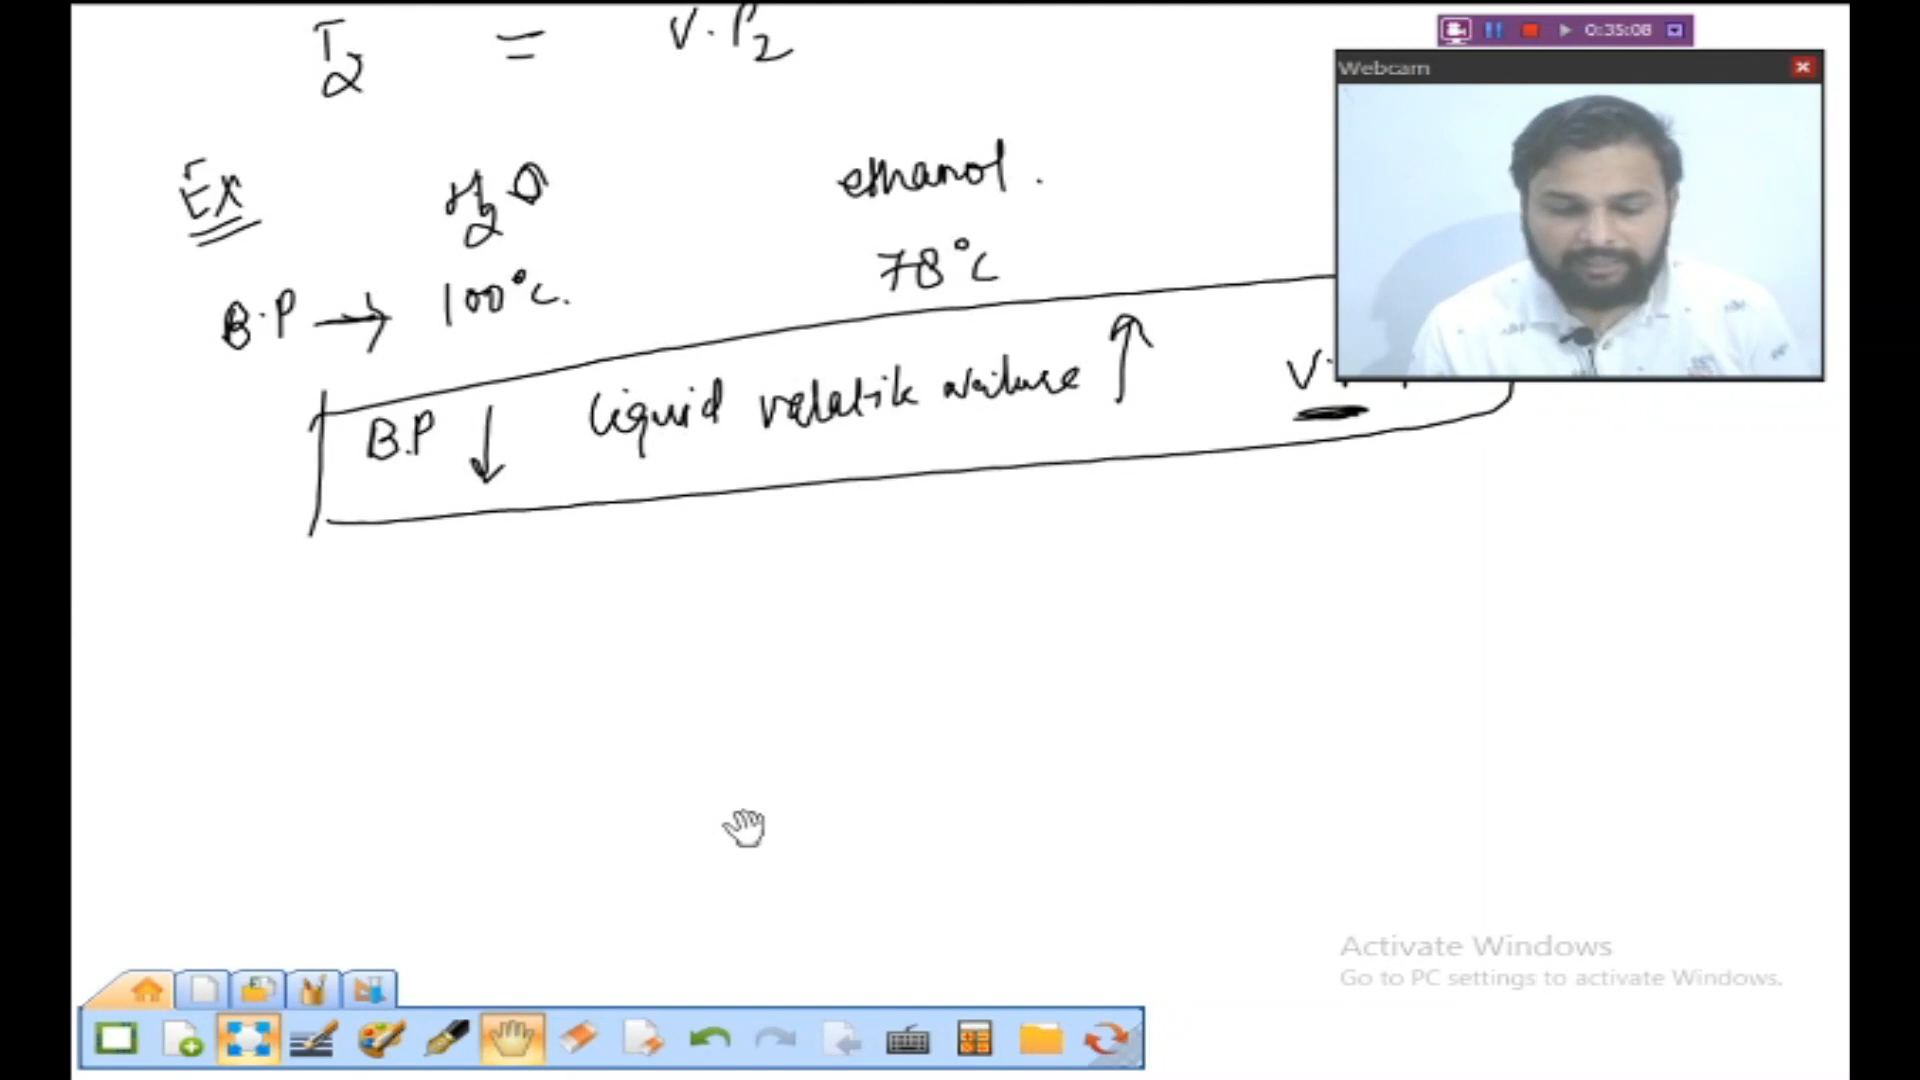 T2 = V.P2
0:35:08
Webcam
Ex H2O ethanol.
B.P → 100°C. 78°C
B.P ↓ liquid volatile nature ↑ V.
Activate Windows
Go to PC settings to activate Windows.